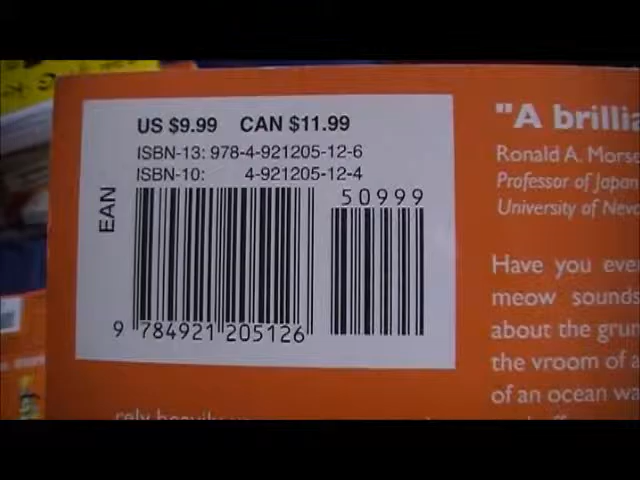 US $9.99 CAN $11.99
ISBN-13: 978-4-921205-12-6
ISBN-10: 4-921205-12-4
EAN
50999
9 784921 205126
"A brillia
Ronald A. Morse
Professor of Japan
University of Neva
Have you ever
meow sounds
about the grun
the vroom of a
of an ocean wa
rely heavily